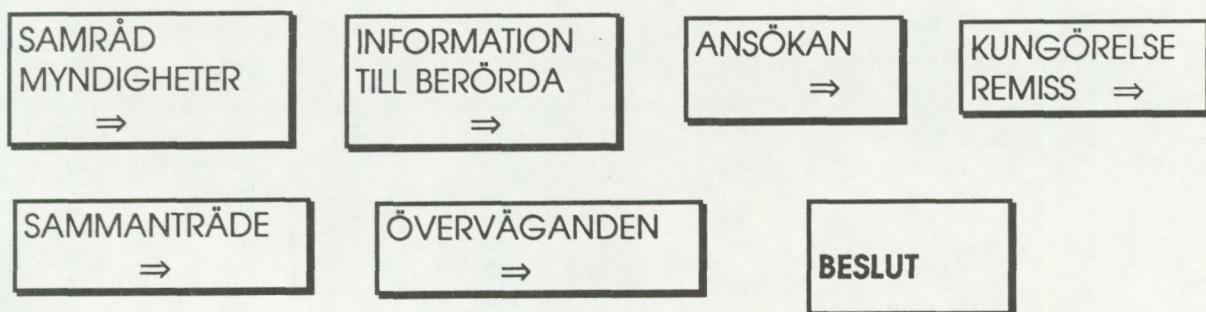 SAMRÅD
MYNDIGHETER
⇒
INFORMATION
TILL BERÖRDA
⇒
ANSÖKAN
⇒
KUNGÖRELSE
REMISS ⇒
SAMMANTRÄDE
⇒
ÖVERVÄGANDEN
⇒
BESLUT